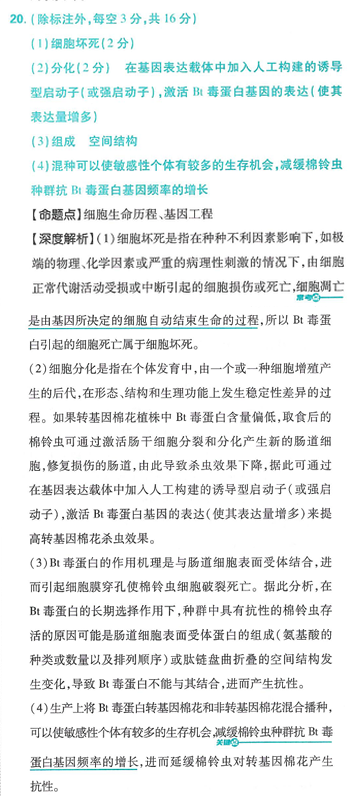 20. (除标注外,每空3分,共16分)
(1)细胞坏死(2分)
(2)分化(2分) 在基因表达载体中加入人工构建的诱导
型启动子(或强启动子),激活Bt毒蛋白基因的表达(使其
表达量增多)
(3)组成 空间结构
(4)混种可以使敏感性个体有较多的生存机会,减缓棉铃虫
种群抗Bt毒蛋白基因频率的增长
【命题点】细胞生命历程、基因工程
【深度解析】(1)细胞坏死是指在种种不利因素影响下,如极
端的物理、化学因素或严重的病理性刺激的情况下,由细胞
正常代谢活动受损或中断引起的细胞损伤或死亡,细胞凋亡
常考
是由基因所决定的细胞自动结束生命的过程,所以Bt毒蛋
白引起的细胞死亡属于细胞坏死。
(2)细胞分化是指在个体发育中,由一个或一种细胞增殖产
生的后代,在形态、结构和生理功能上发生稳定性差异的过
程。如果转基因棉花植株中Bt毒蛋白含量偏低,取食后的
棉铃虫可通过激活肠干细胞分裂和分化产生新的肠道细
胞,修复损伤的肠道,由此导致杀虫效果下降,据此可通过
在基因表达载体中加入人工构建的诱导型启动子(或强启
动子),激活Bt毒蛋白基因的表达(使其表达量增多)来提
高转基因棉花杀虫效果。
(3)Bt毒蛋白的作用机理是与肠道细胞表面受体结合,进
而引起细胞膜穿孔使棉铃虫细胞破裂死亡。据此分析,在
Bt毒蛋白的长期选择作用下,种群中具有抗性的棉铃虫存
活的原因可能是肠道细胞表面受体蛋白的组成(氨基酸的
种类或数量以及排列顺序)或肽链盘曲折叠的空间结构发
生变化,导致Bt毒蛋白不能与其结合,进而产生抗性。
(4)生产上将Bt毒蛋白转基因棉花和非转基因棉花混合播种,
可以使敏感性个体有较多的生存机会,减缓棉铃虫种群抗Bt毒
关键
蛋白基因频率的增长,进而延缓棉铃虫对转基因棉花产生
抗性。